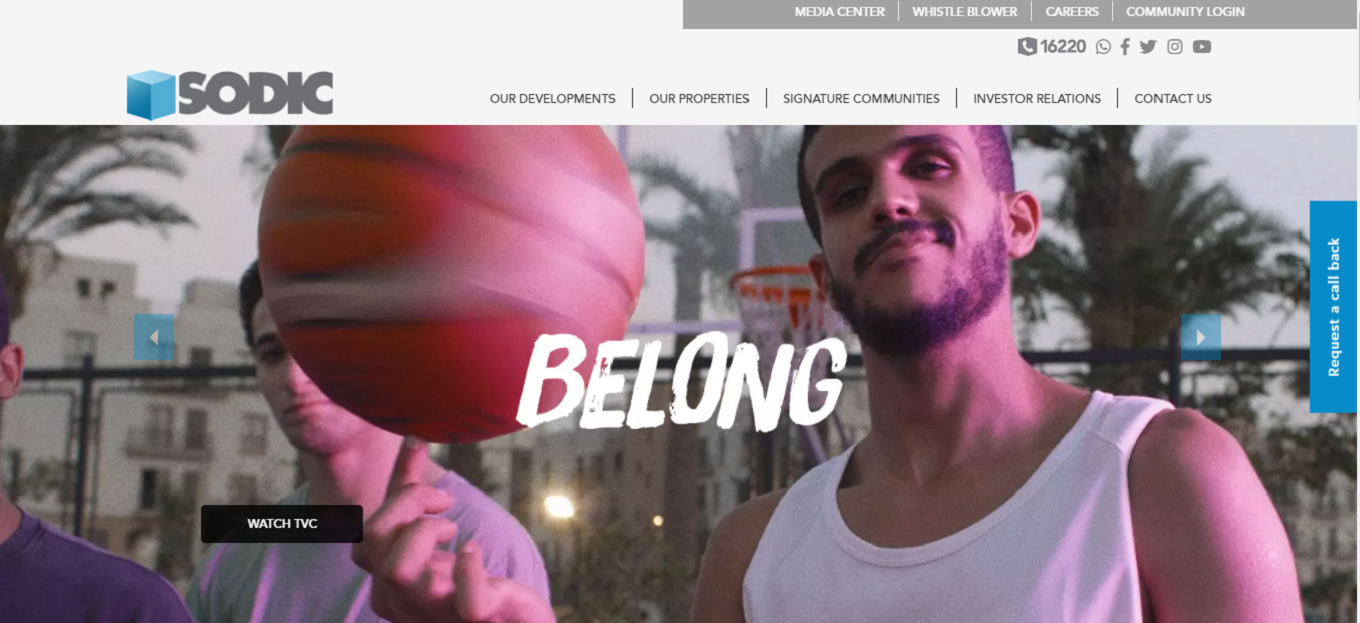 MEDIA CENTER WHISTLE BLOWER CAREERS COMMUNITY LOGIN
16220
SODIC
OUR DEVELOPMENTS OUR PROPERTIES SIGNATURE COMMUNITIES INVESTOR RELATIONS CONTACT US
Request a call back
BELONG
WATCH TVC